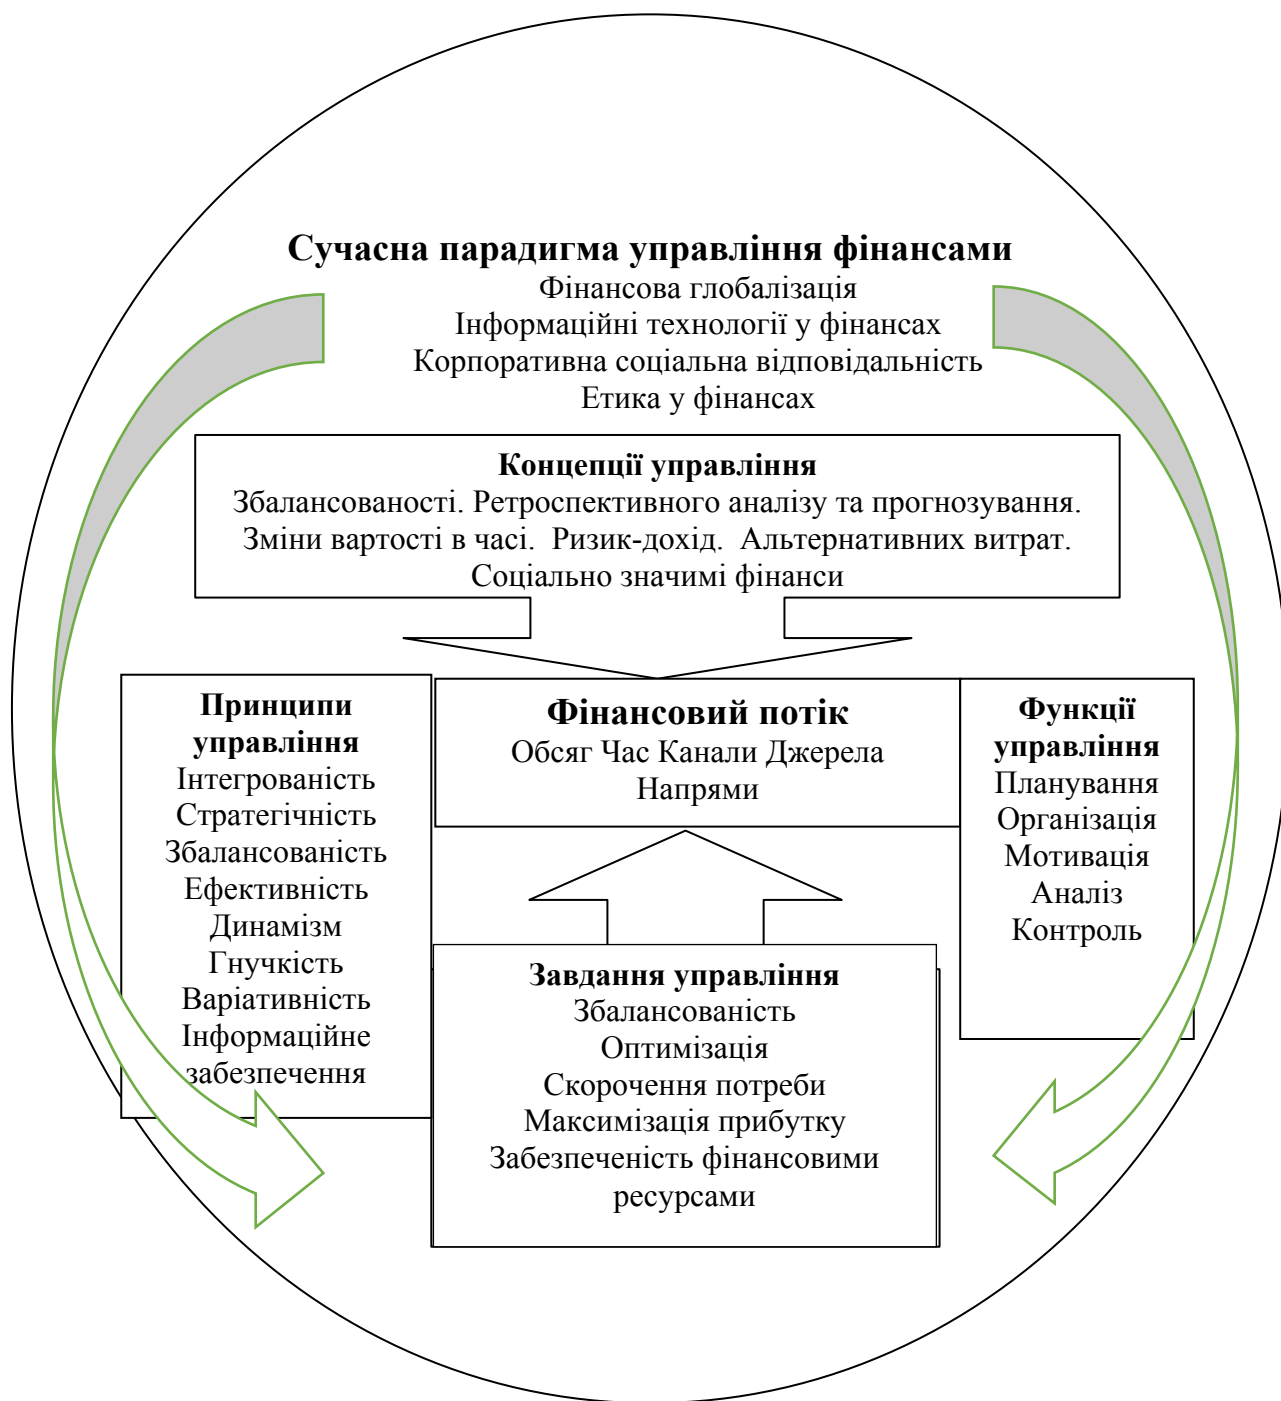 Сучасна парадигма управління фінансами
Фінансова глобалізація
Інформаційні технології у фінансах
Корпоративна соціальна відповідальність
Етика у фінансах
Концепції управління
Збалансованості. Ретроспективного аналізу та прогнозування.
Зміни вартості в часі. Ризик-дохід. Альтернативних витрат.
Соціально значимі фінанси
Принципи
управління
Інтегрованість
Стратегічність
Збалансованість
Ефективність
Динамізм
Гнучкість
Варіативність
Інформаційне
забезпечення
Фінансовий потік
Обсяг Час Канали Джерела
Напрями
Функції
управління
Планування
Організація
Мотивація
Аналіз
Контроль
Завдання управління
Збалансованість
Оптимізація
Скорочення потреби
Максимізація прибутку
Забезпеченість фінансовими
ресурсами